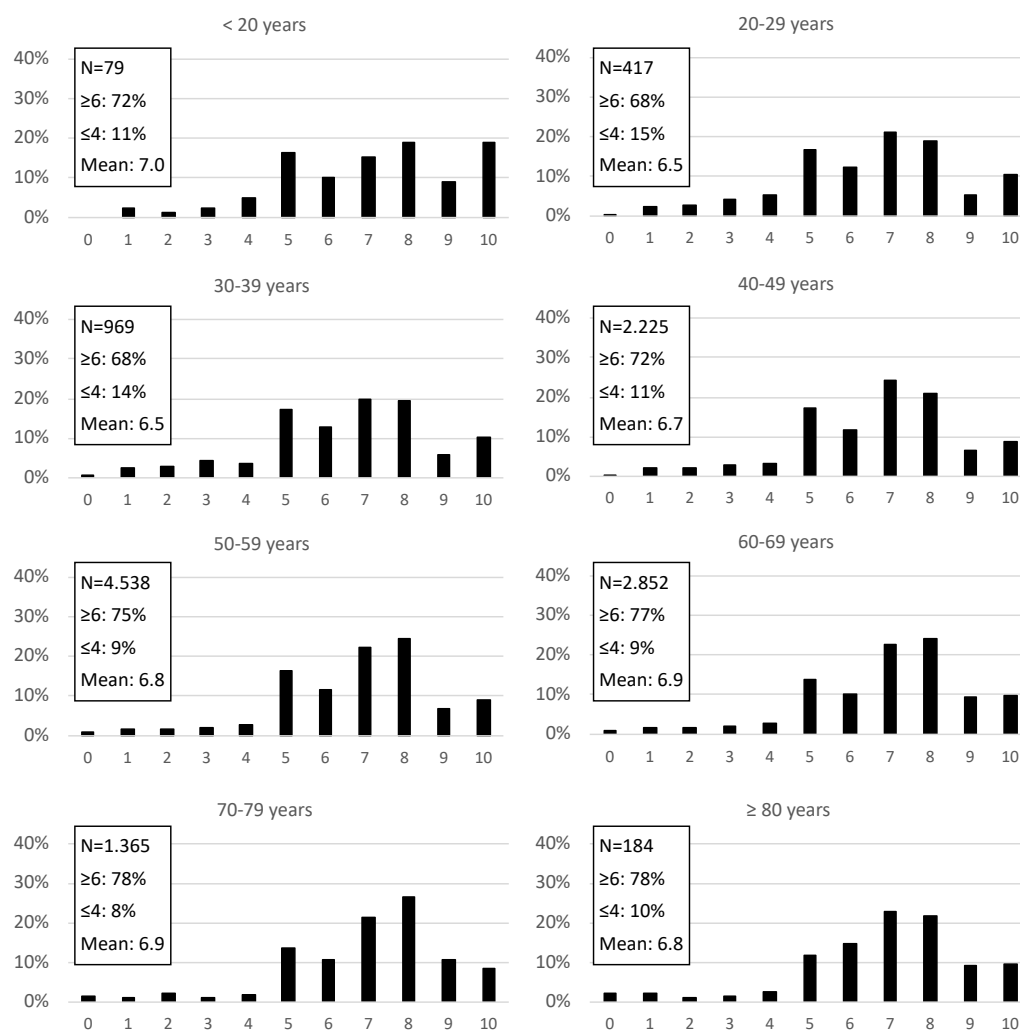 < 20 years
40%
30%
20%
10%
0%
N=79
≥6: 72%
≤4: 11%
Mean: 7.0
0 1 2 3 4 5 6 7 8 9 10
20-29 years
40%
30%
20%
10%
0%
N=417
≥6: 68%
≤4: 15%
Mean: 6.5
0 1 2 3 4 5 6 7 8 9 10
30-39 years
40%
30%
20%
10%
0%
N=969
≥6: 68%
≤4: 14%
Mean: 6.5
0 1 2 3 4 5 6 7 8 9 10
40-49 years
40%
30%
20%
10%
0%
N=2.225
≥6: 72%
≤4: 11%
Mean: 6.7
0 1 2 3 4 5 6 7 8 9 10
50-59 years
40%
30%
20%
10%
0%
N=4.538
≥6: 75%
≤4: 9%
Mean: 6.8
0 1 2 3 4 5 6 7 8 9 10
60-69 years
40%
30%
20%
10%
0%
N=2.852
≥6: 77%
≤4: 9%
Mean: 6.9
0 1 2 3 4 5 6 7 8 9 10
70-79 years
40%
30%
20%
10%
0%
N=1.365
≥6: 78%
≤4: 8%
Mean: 6.9
0 1 2 3 4 5 6 7 8 9 10
≥ 80 years
40%
30%
20%
10%
0%
N=184
≥6: 78%
≤4: 10%
Mean: 6.8
0 1 2 3 4 5 6 7 8 9 10